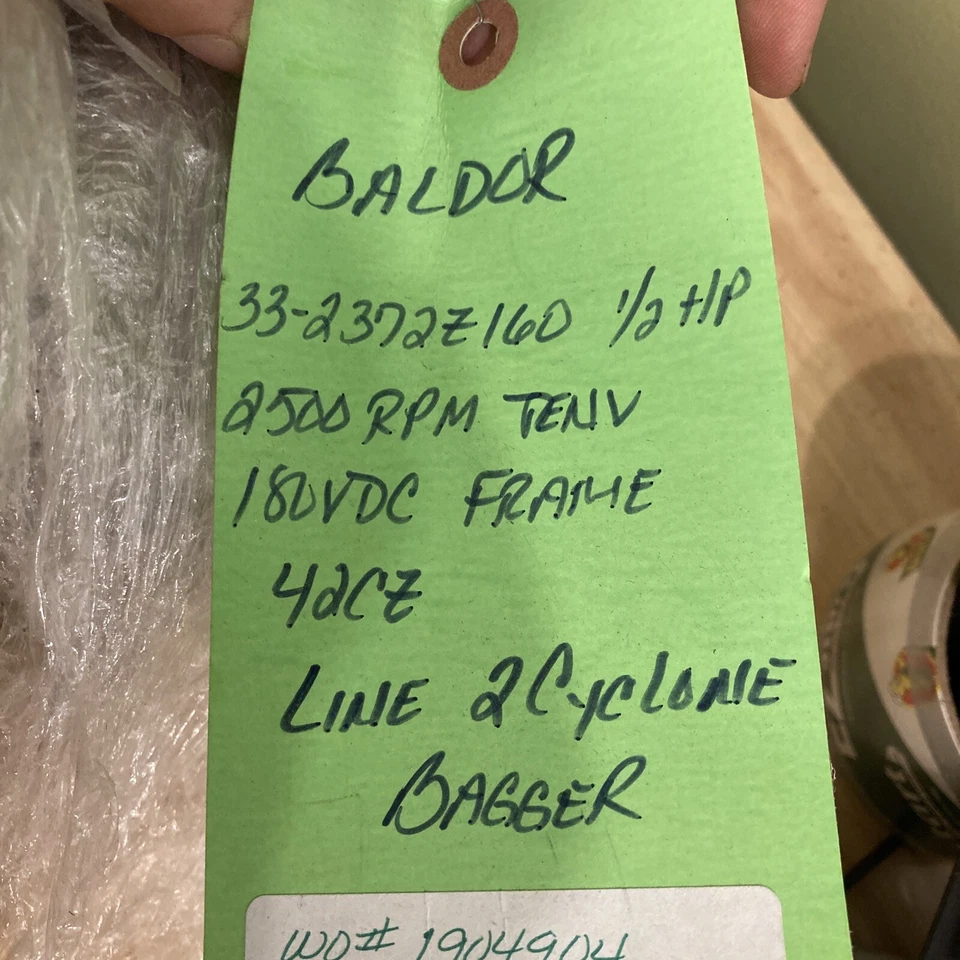 BALDOR
33-2372Z160 1/2 HP
2500 RPM TENV
180VDC FRAME
42CZ
LINE 2 CYCLONE
BAGGER
WO# 1904904